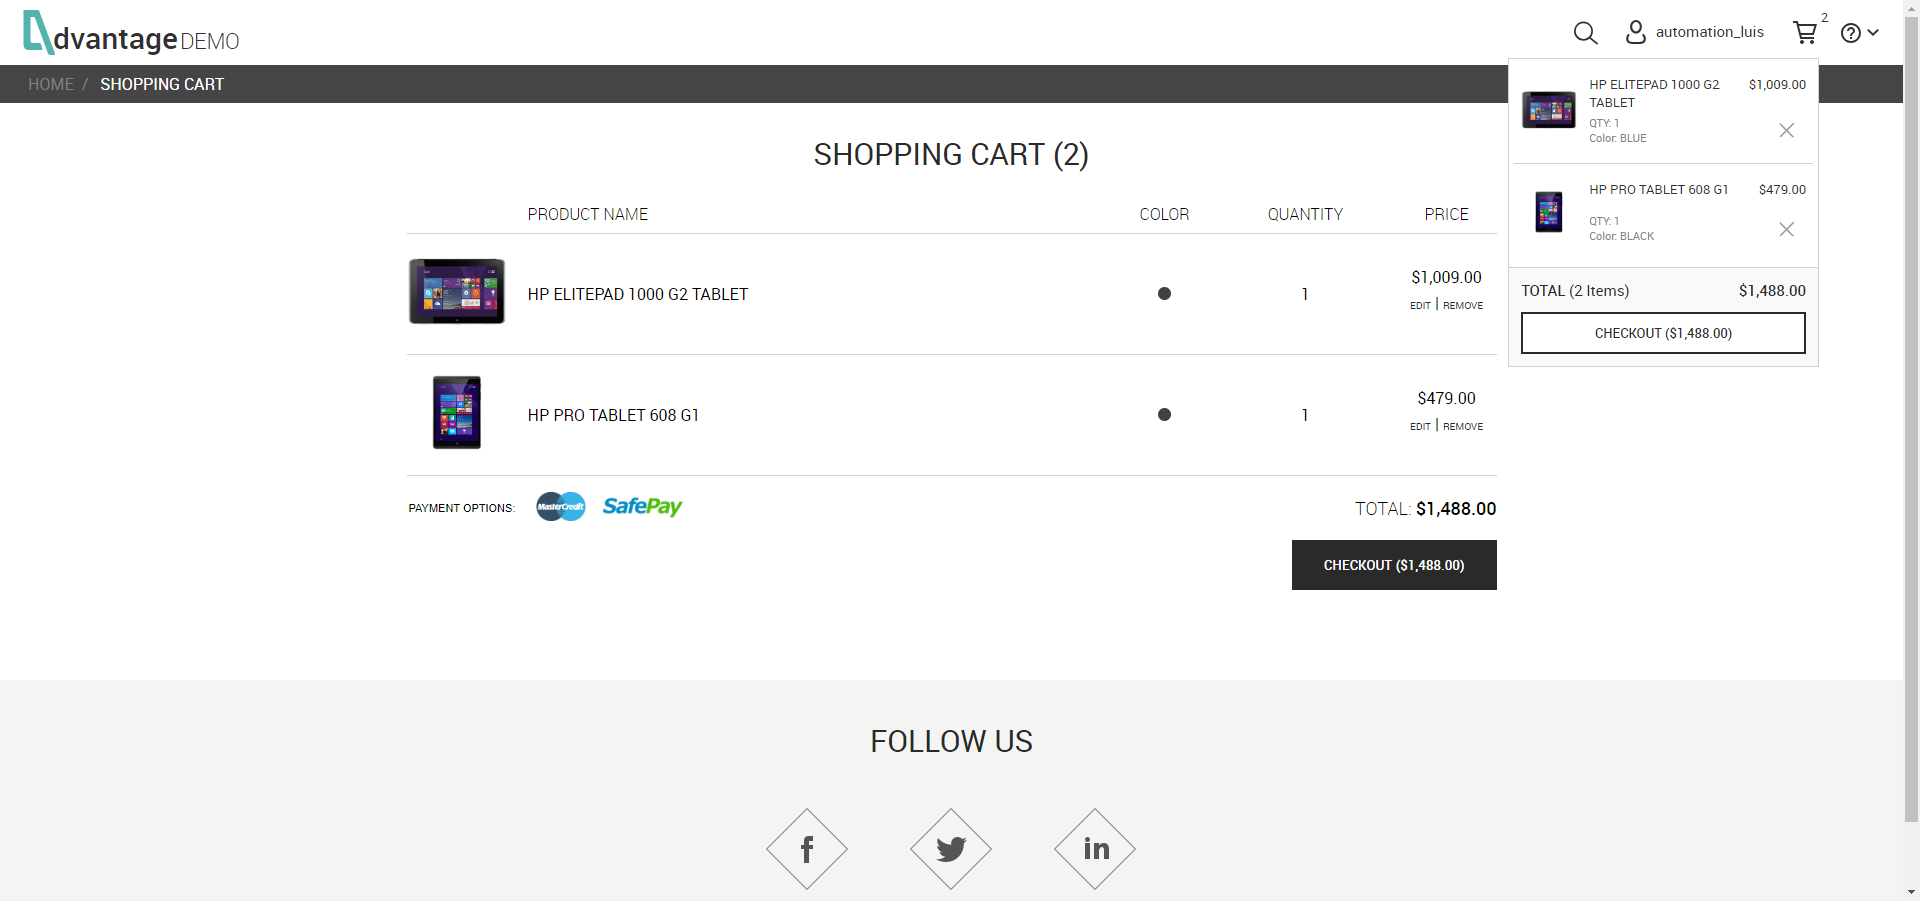 dvantage DEMO
automation_luis
2
HOME / SHOPPING CART
HP ELITEPAD 1000 G2 $1,009.00
TABLET
QTY: 1
Color: BLUE
HP PRO TABLET 608 G1 $479.00
QTY: 1
Color: BLACK
TOTAL (2 Items) $1,488.00
CHECKOUT ($1,488.00)
SHOPPING CART (2)
PRODUCT NAME COLOR QUANTITY PRICE
HP ELITEPAD 1000 G2 TABLET 1 $1,009.00
EDIT | REMOVE
HP PRO TABLET 608 G1 1 $479.00
EDIT | REMOVE
PAYMENT OPTIONS: MasterCredit SafePay TOTAL: $1,488.00
CHECKOUT ($1,488.00)
FOLLOW US
f
in